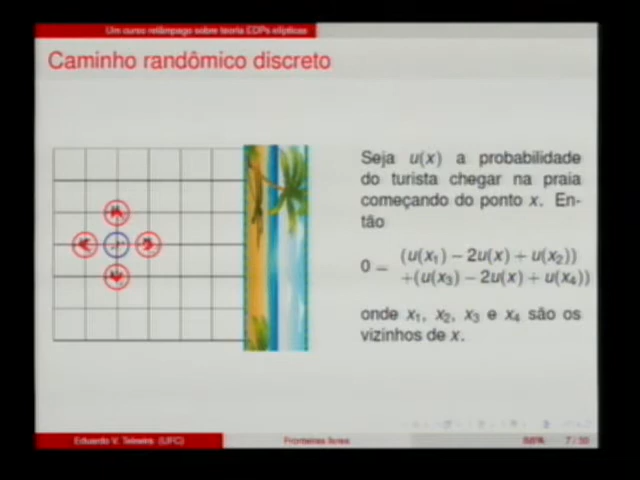 Um curso relâmpago sobre teoria EDPs elípticas
Caminho randômico discreto
Seja u(x) a probabilidade
do turista chegar na praia
começando do ponto x. En-
tão
0 = (u(x₁) − 2u(x) + u(x₂))
+(u(x₃) − 2u(x) + u(x₄))
onde x₁, x₂, x₃ e x₄ são os
vizinhos de x.
Eduardo V. Teixeira (UFC)
Fronteiras livres
IMPA
7 / 30